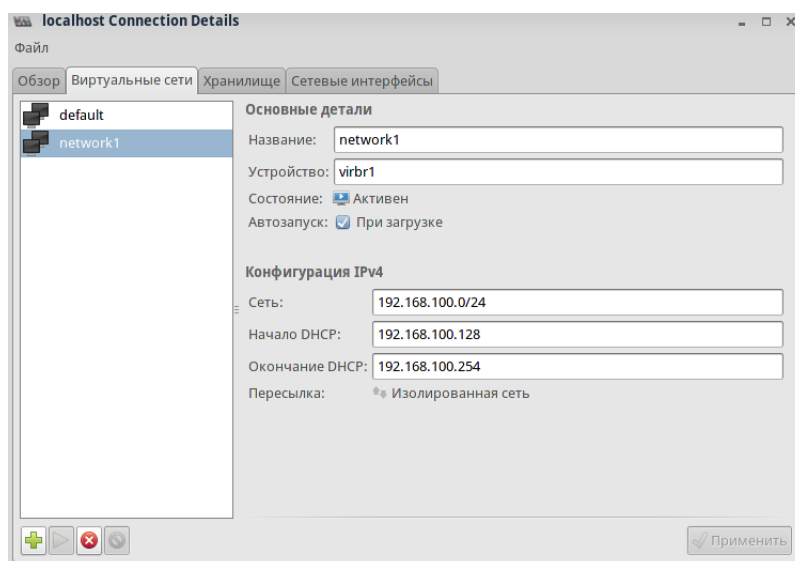 localhost Connection Details
Файл
Обзор Виртуальные сети Хранилище Сетевые интерфейсы
default
network1
Основные детали
Название: network1
Устройство: virbr1
Состояние: Активен
Автозапуск: При загрузке
Конфигурация IPv4
Сеть: 192.168.100.0/24
Начало DHCP: 192.168.100.128
Окончание DHCP: 192.168.100.254
Пересылка: Изолированная сеть
Применить